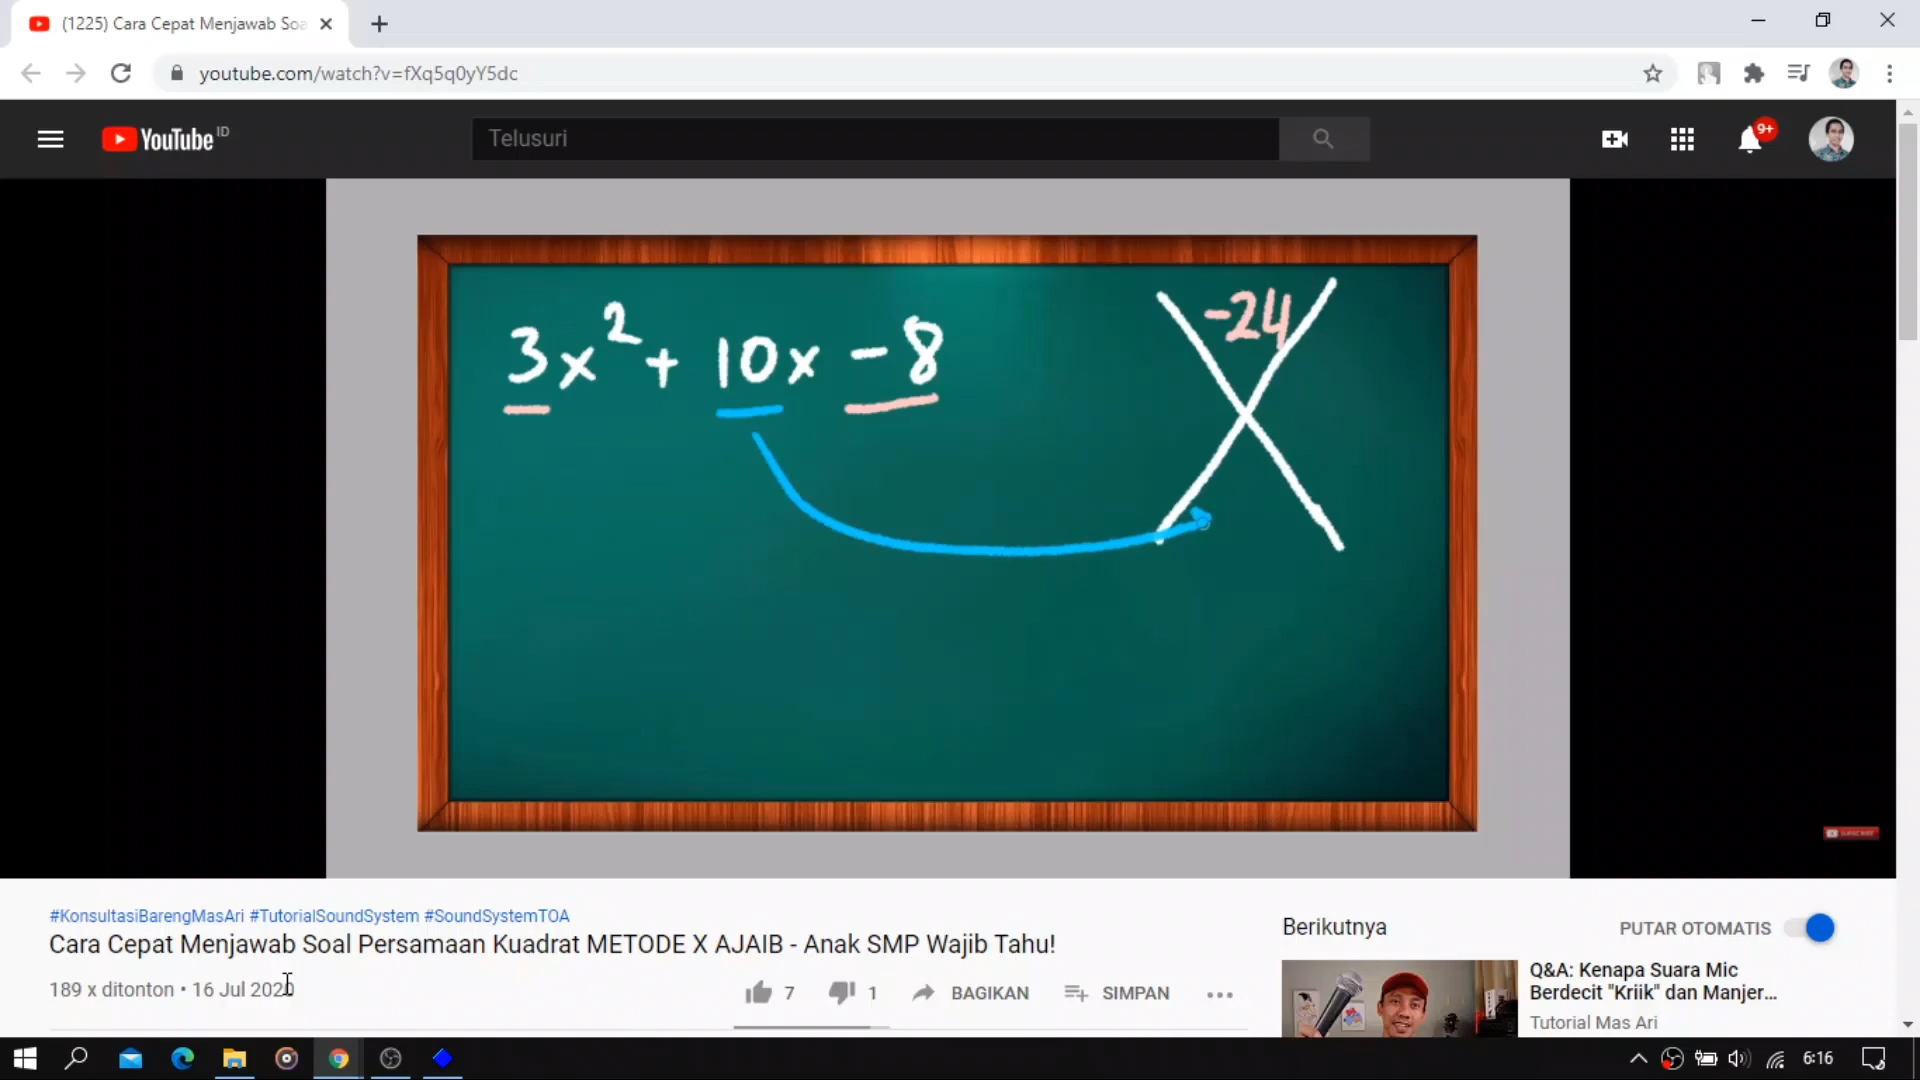 (1225) Cara Cepat Menjawab Soa
youtube.com/watch?v=fXq5q0yY5dc
YouTube ID
Telusuri
9+
3x² + 10x - 8
-24
SUBSCRIBE
#KonsultasiBarengMasAri #TutorialSoundSystem #SoundSystemTOA
Cara Cepat Menjawab Soal Persamaan Kuadrat METODE X AJAIB - Anak SMP Wajib Tahu!
189 x ditonton • 16 Jul 2020
7
1
BAGIKAN
SIMPAN
Berikutnya
PUTAR OTOMATIS
Q&A: Kenapa Suara Mic
Berdecit "Kriik" dan Manjer...
Tutorial Mas Ari
6:16